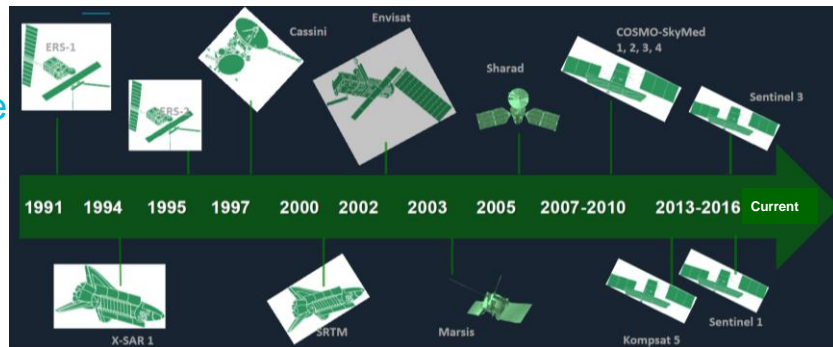 Cassini
Envisat
COSMO-SkyMed
1, 2, 3, 4
ERS-1
Sharad
Sentinel 3
ERS-2
e
1991 1994 1995 1997 2000 2002 2003 2005 2007-2010 2013-2016 Current
X-SAR 1
SRTM
Marsis
Kompsat 5
Sentinel 1